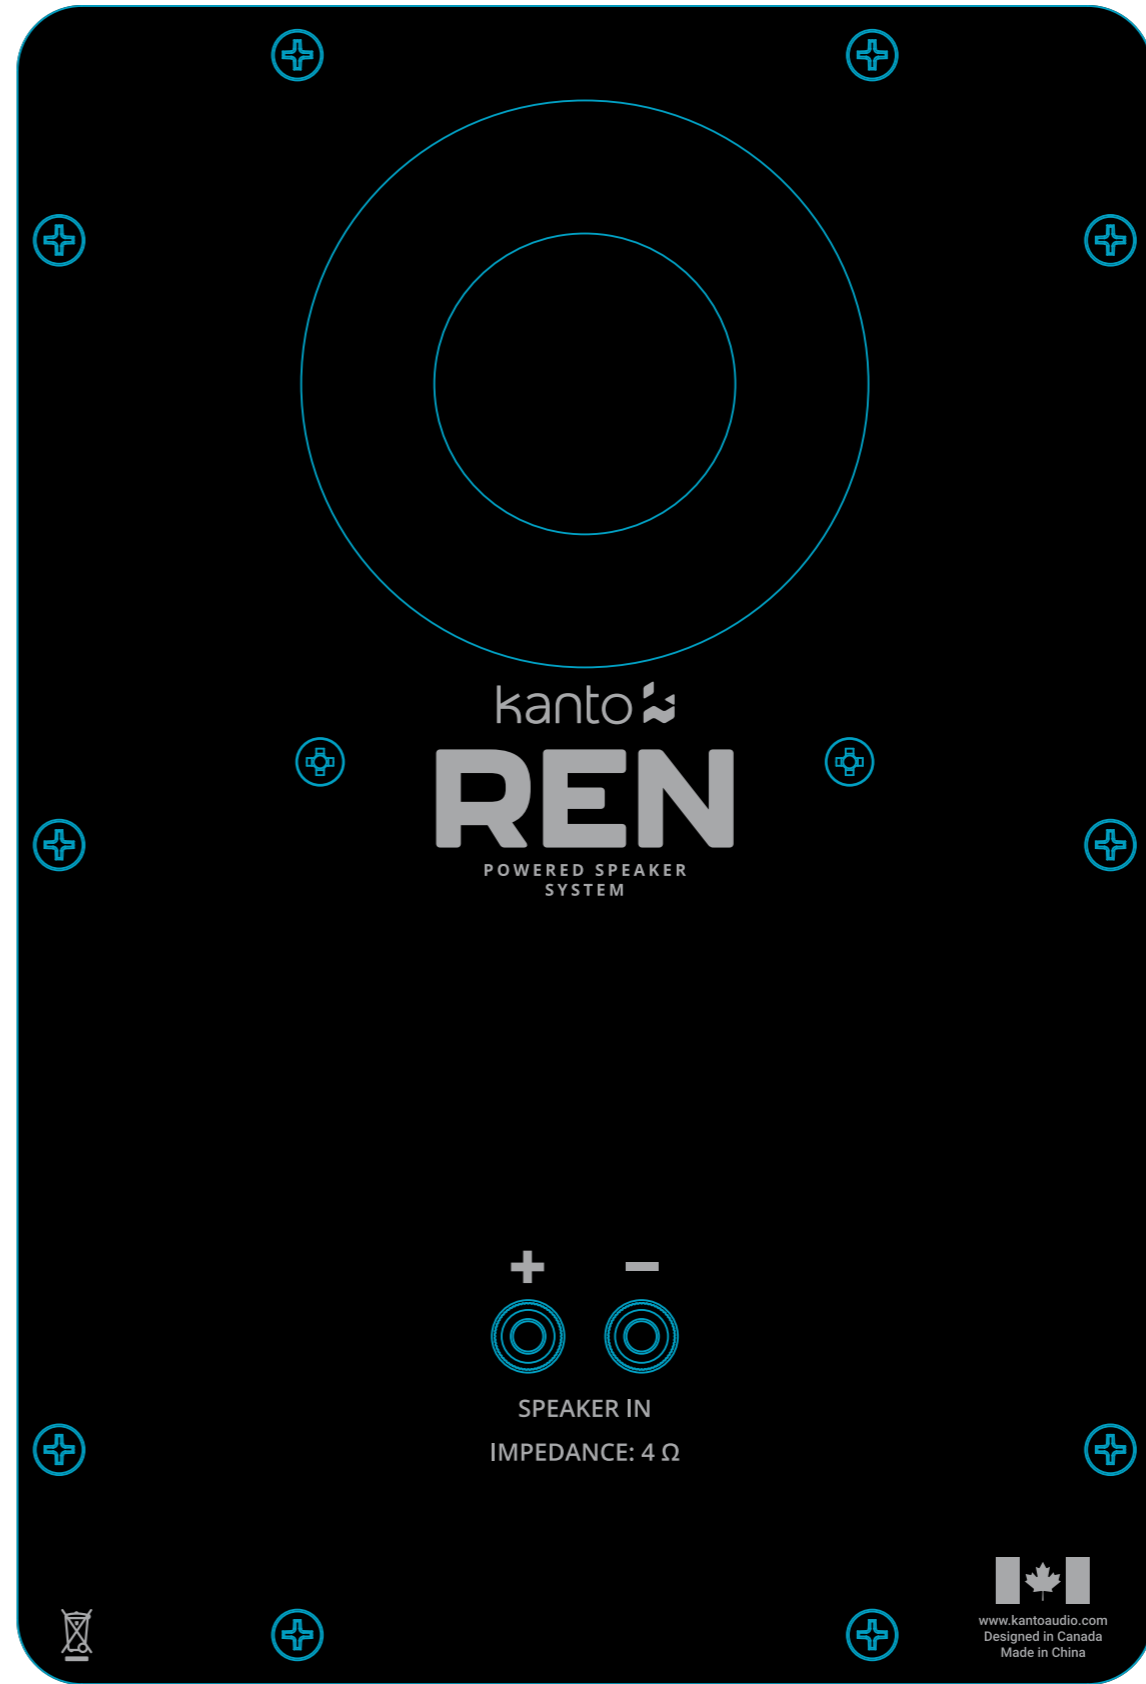 kanto
REN
POWERED SPEAKER
SYSTEM
+ −
SPEAKER IN
IMPEDANCE: 4 Ω
www.kantoaudio.com
Designed in Canada
Made in China